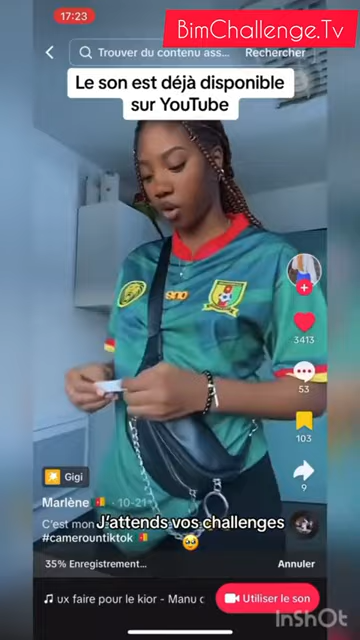 17:23
BimChallenge.Tv
Trouver du contenu ass...
Rechercher
Le son est déjà disponible
sur YouTube
3413
53
103
9
Gigi
Marlène 🇨🇲 · 10-21
C'est mon
J'attends vos challenges
🥹
#camerountiktok 🇨🇲
35% Enregistrement...
Annuler
ux faire pour le kior - Manu
Utiliser le son
InShOt